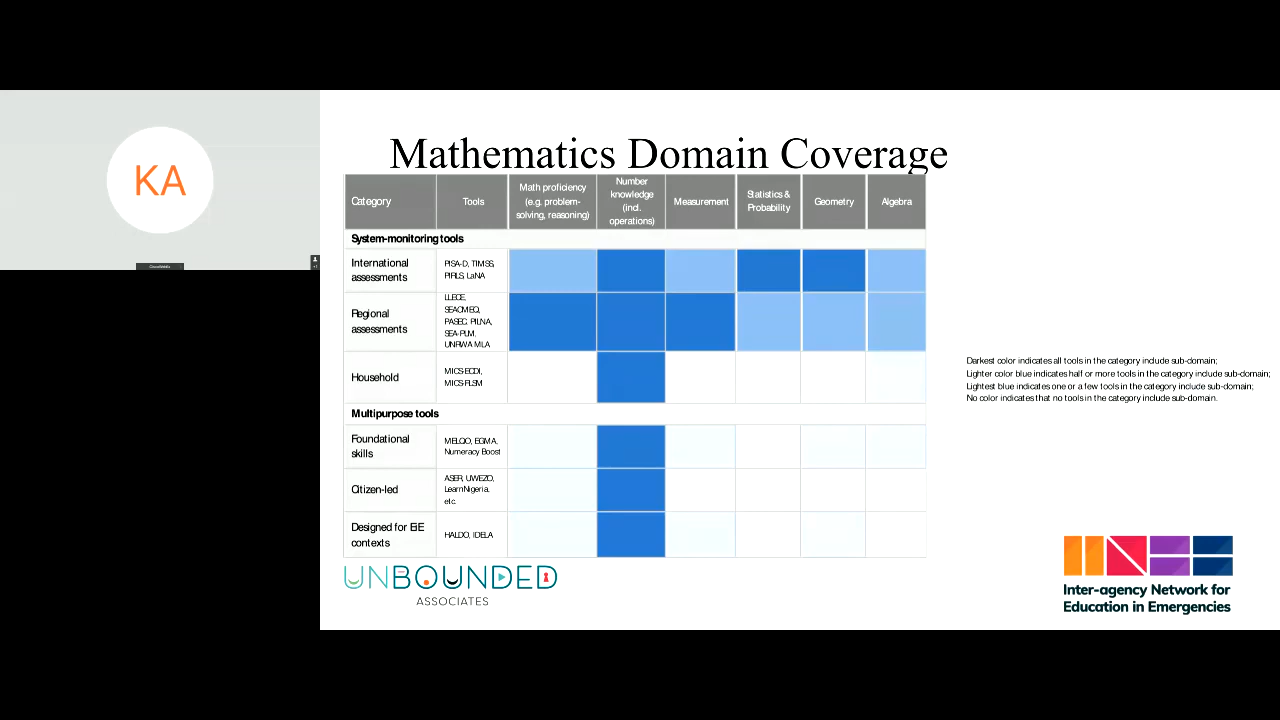 KA
Mathematics Domain Coverage
Category
Tools
Math proficiency
(e.g. problem-
solving, reasoning)
Number
knowledge
(incl.
operations)
Measurement
Statistics &
Probability
Geometry
Algebra
System-monitoring tools
International
assessments
PISA-D, TIMSS,
PIRLS, LaNA
Regional
assessments
LLECE,
SEACMEQ,
PASEC, PILNA,
SEA-PLM,
UNRWA MLA
Household
MICS-ECDI,
MICS-FLSM
Multipurpose tools
Foundational
skills
MELQO, EGMA,
Numeracy Boost
Citizen-led
ASER, UWEZO,
LearnNigeria,
etc.
Designed for EiE
contexts
HALDO, IDELA
Darkest color indicates all tools in the category include sub-domain;
Lighter color blue indicates half or more tools in the category include sub-domain;
Lightest blue indicates one or a few tools in the category include sub-domain;
No color indicates that no tools in the category include sub-domain.
UNBOUNDED
ASSOCIATES
INEE
Inter-agency Network for
Education in Emergencies